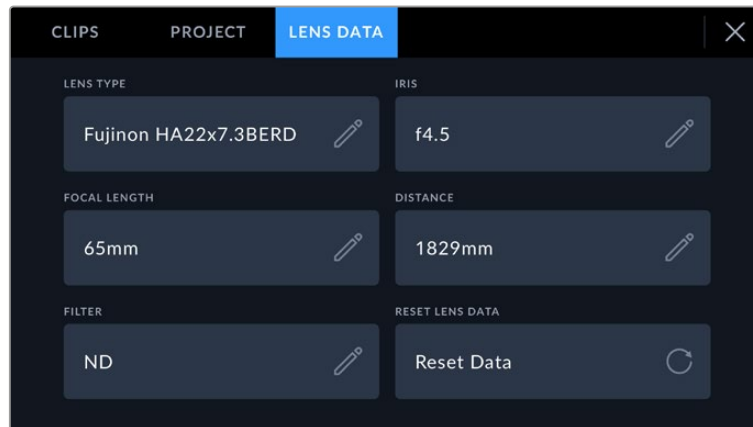 CLIPS PROJECT LENS DATA
LENS TYPE IRIS
Fujinon HA22x7.3BERD f4.5
FOCAL LENGTH DISTANCE
65mm 1829mm
FILTER RESET LENS DATA
ND Reset Data